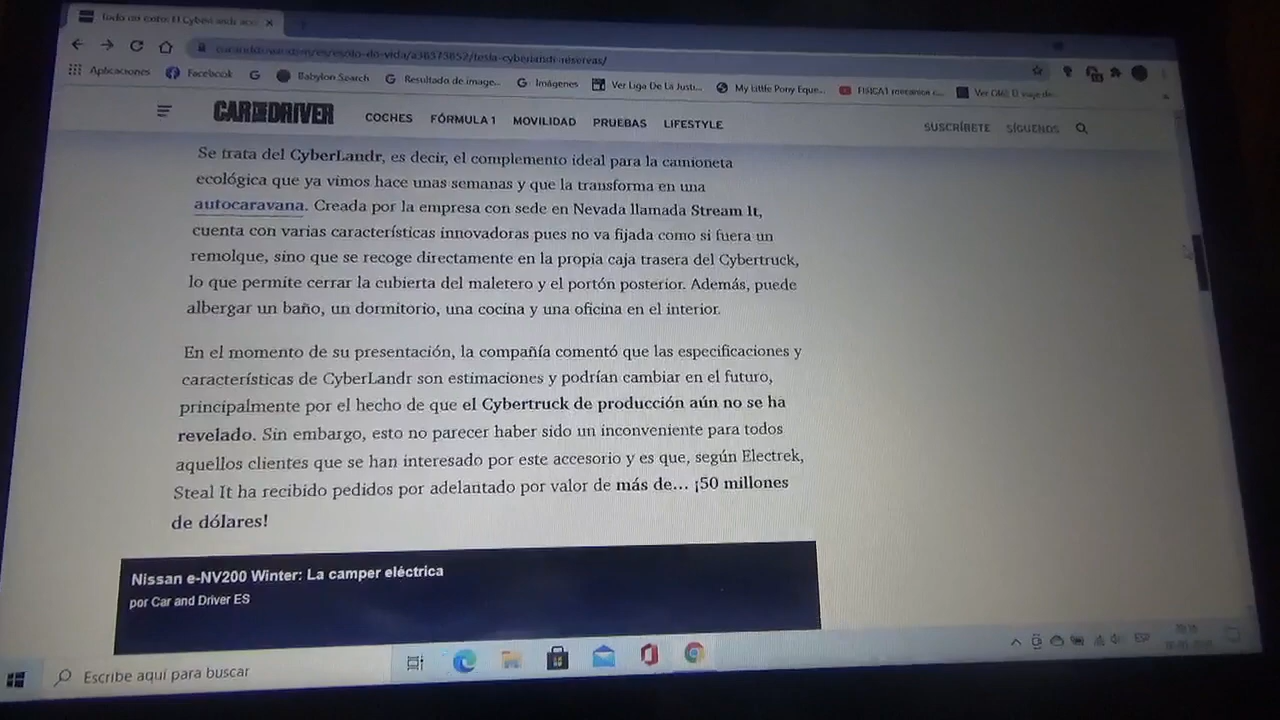 Aplicaciones Facebook Babylon Search Resultado de image... Imágenes Ver Liga De La Justi... My Little Pony Eque...
CAR AND DRIVER COCHES FÓRMULA 1 MOVILIDAD PRUEBAS LIFESTYLE SUSCRÍBETE SÍGUENOS
Se trata del CyberLandr, es decir, el complemento ideal para la camioneta
ecológica que ya vimos hace unas semanas y que la transforma en una
autocaravana. Creada por la empresa con sede en Nevada llamada Stream It,
cuenta con varias características innovadoras pues no va fijada como si fuera un
remolque, sino que se recoge directamente en la propia caja trasera del Cybertruck,
lo que permite cerrar la cubierta del maletero y el portón posterior. Además, puede
albergar un baño, un dormitorio, una cocina y una oficina en el interior.
En el momento de su presentación, la compañía comentó que las especificaciones y
características de CyberLandr son estimaciones y podrían cambiar en el futuro,
principalmente por el hecho de que el Cybertruck de producción aún no se ha
revelado. Sin embargo, esto no parecer haber sido un inconveniente para todos
aquellos clientes que se han interesado por este accesorio y es que, según Electrek,
Steal It ha recibido pedidos por adelantado por valor de más de... ¡50 millones
de dólares!
Nissan e-NV200 Winter: La camper eléctrica
por Car and Driver ES
Escribe aquí para buscar ESP